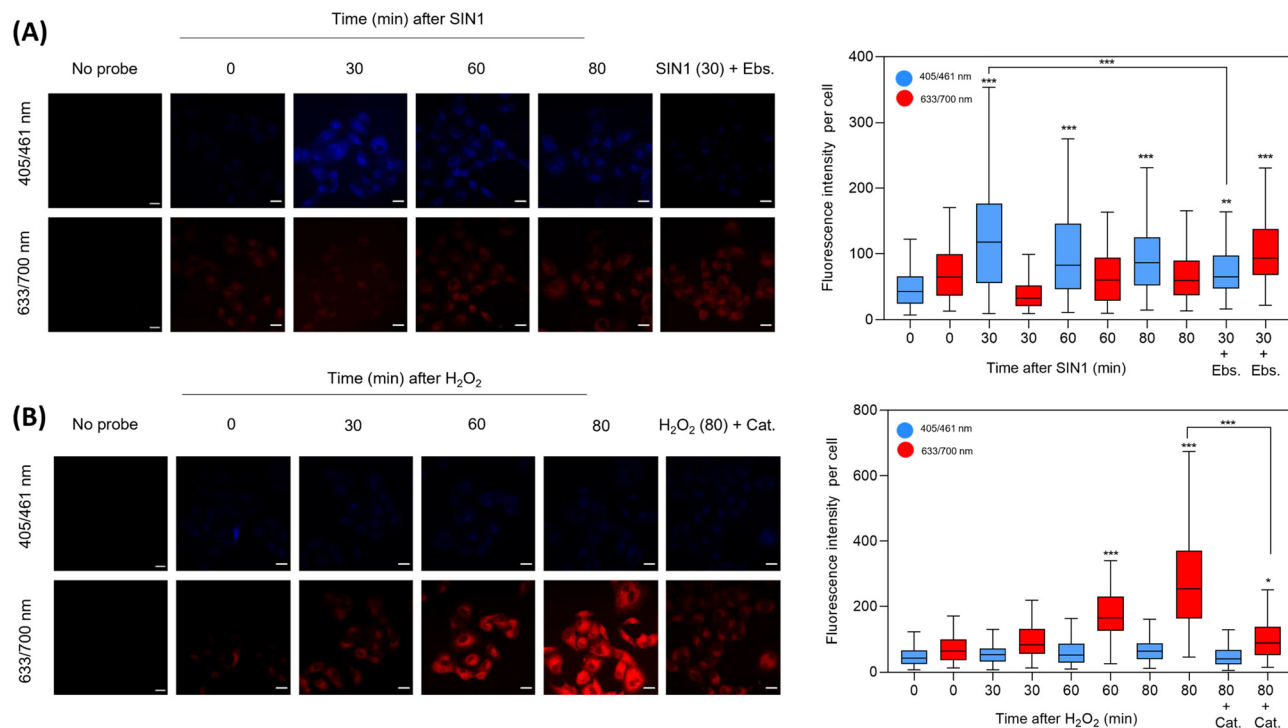 (A)
Time (min) after SIN1
No probe 0 30 60 80 SIN1 (30) + Ebs.
405/461 nm
633/700 nm
Fluorescence intensity per cell
400
300
200
100
0
405/461 nm
633/700 nm
***
***
***
***
**
***
0 0 30 30 60 60 80 80 30 30
+ +
Ebs. Ebs.
Time after SIN1 (min)
(B)
Time (min) after H₂O₂
No probe 0 30 60 80 H₂O₂ (80) + Cat.
405/461 nm
633/700 nm
Fluorescence intensity per cell
800
600
400
200
0
405/461 nm
633/700 nm
***
***
***
*
0 0 30 30 60 60 80 80 80 80
+ +
Cat. Cat.
Time after H₂O₂ (min)